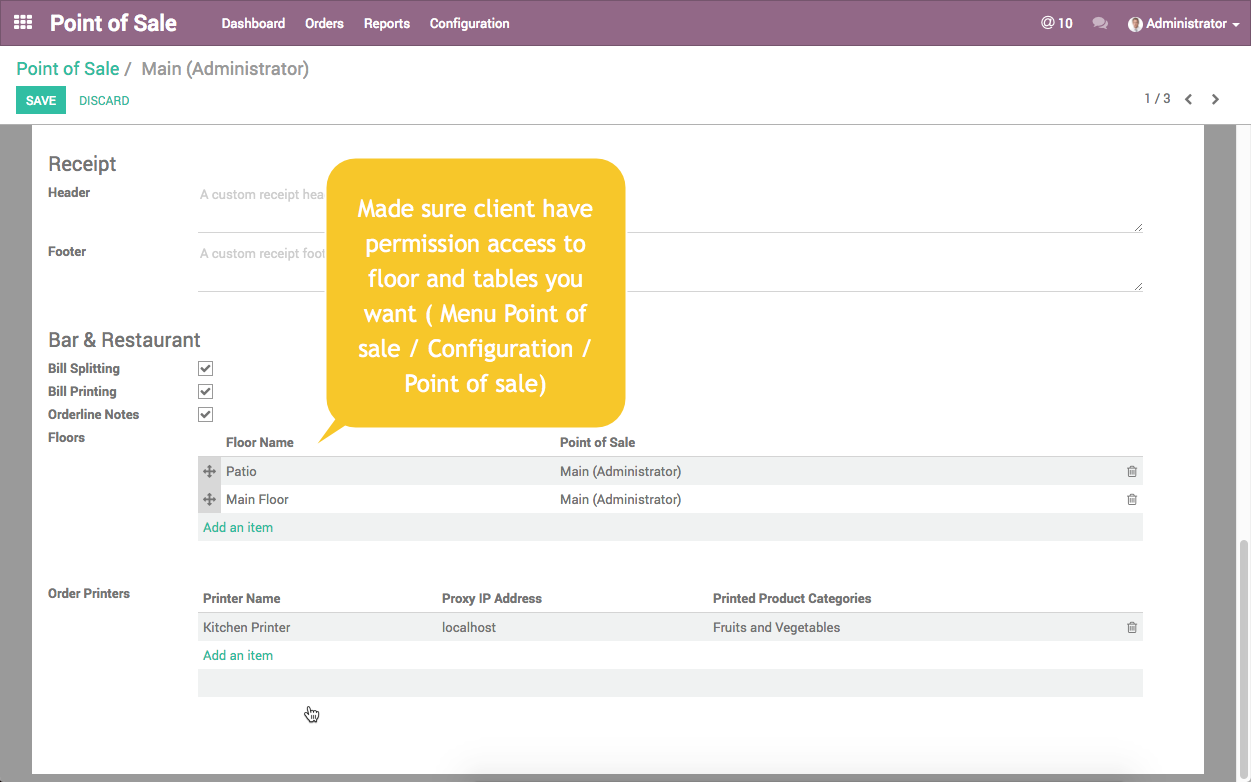 Point of Sale Dashboard Orders Reports Configuration @ 10 Administrator
Point of Sale / Main (Administrator)
SAVE DISCARD 1 / 3
Receipt
Header A custom receipt hea
Footer A custom receipt foot
Made sure client have
permission access to
floor and tables you
want ( Menu Point of
sale / Configuration /
Point of sale)
Bar & Restaurant
Bill Splitting
Bill Printing
Orderline Notes
Floors
Floor Name Point of Sale
Patio Main (Administrator)
Main Floor Main (Administrator)
Add an item
Order Printers
Printer Name Proxy IP Address Printed Product Categories
Kitchen Printer localhost Fruits and Vegetables
Add an item